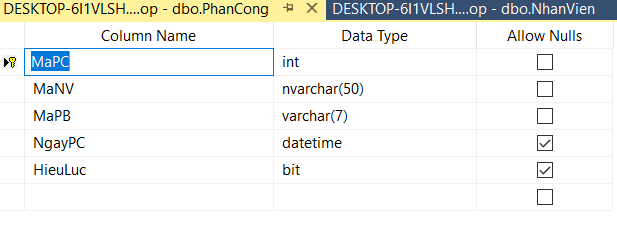 DESKTOP-6I1VLSH....op - dbo.PhanCong DESKTOP-6I1VLSH....op - dbo.NhanVien
Column Name Data Type Allow Nulls
MaPC int
MaNV nvarchar(50)
MaPB varchar(7)
NgayPC datetime
HieuLuc bit